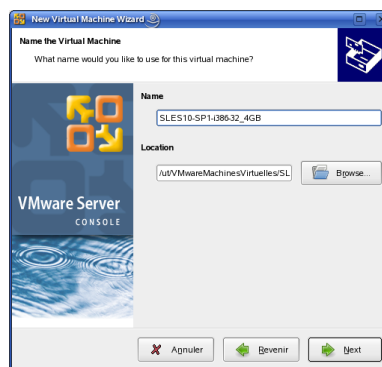 New Virtual Machine Wizard
Name the Virtual Machine
What name would you like to use for this virtual machine?
Name
SLES10-SP1-i386-32_4GB
Location
/ut/VMwareMachinesVirtuelles/SL
Browse...
VMware Server
CONSOLE
Annuler
Revenir
Next